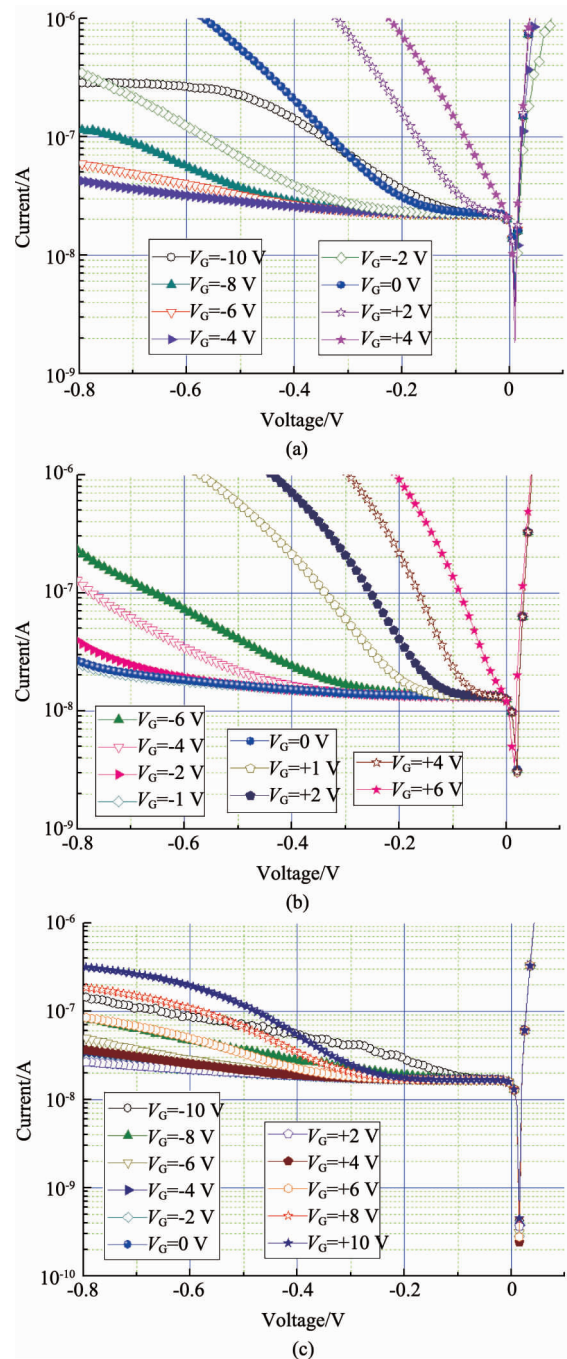 10⁻⁶
10⁻⁷
10⁻⁸
10⁻⁹
Current/A
V_G=-10 V
V_G=-8 V
V_G=-6 V
V_G=-4 V
V_G=-2 V
V_G=0 V
V_G=+2 V
V_G=+4 V
-0.8 -0.6 -0.4 -0.2 0
Voltage/V
(a)
10⁻⁶
10⁻⁷
10⁻⁸
10⁻⁹
Current/A
V_G=-6 V
V_G=-4 V
V_G=-2 V
V_G=-1 V
V_G=0 V
V_G=+1 V
V_G=+2 V
V_G=+4 V
V_G=+6 V
-0.8 -0.6 -0.4 -0.2 0
Voltage/V
(b)
10⁻⁶
10⁻⁷
10⁻⁸
10⁻⁹
10⁻¹⁰
Current/A
V_G=-10 V
V_G=-8 V
V_G=-6 V
V_G=-4 V
V_G=-2 V
V_G=0 V
V_G=+2 V
V_G=+4 V
V_G=+6 V
V_G=+8 V
V_G=+10 V
-0.8 -0.6 -0.4 -0.2 0
Voltage/V
(c)